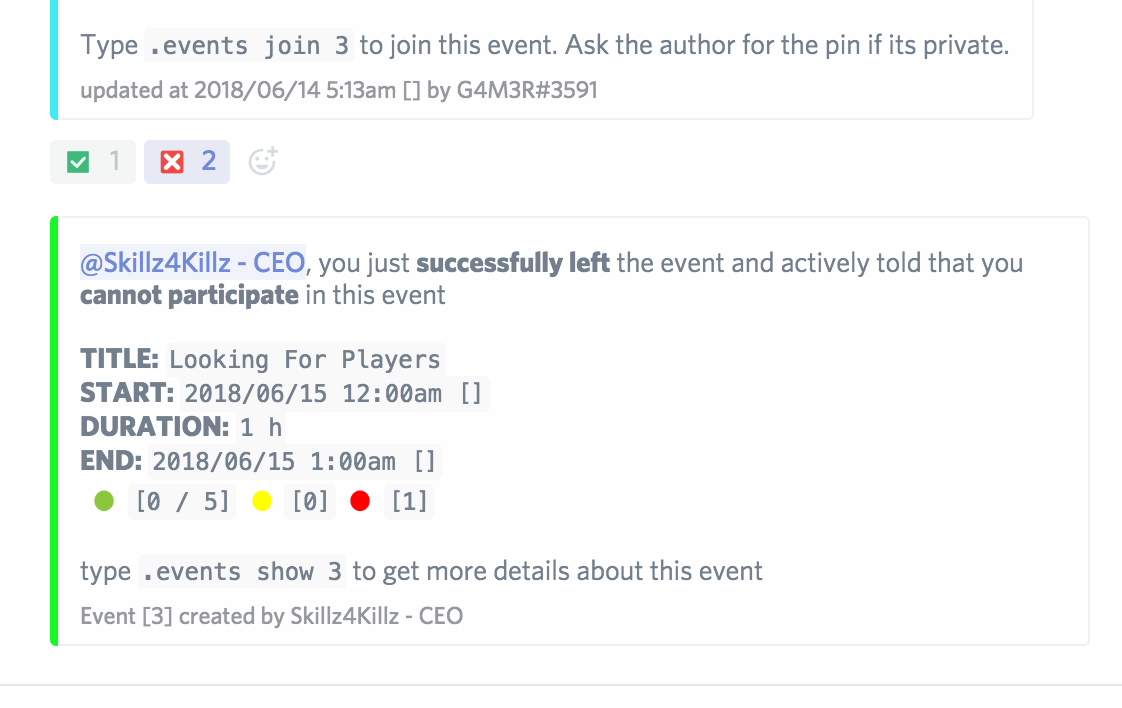 Type .events join 3 to join this event. Ask the author for the pin if its private.
updated at 2018/06/14 5:13am [] by G4M3R#3591
1 2
@Skillz4Killz - CEO, you just successfully left the event and actively told that you
cannot participate in this event
TITLE: Looking For Players
START: 2018/06/15 12:00am []
DURATION: 1 h
END: 2018/06/15 1:00am []
[0 / 5] [0] [1]
type .events show 3 to get more details about this event
Event [3] created by Skillz4Killz - CEO